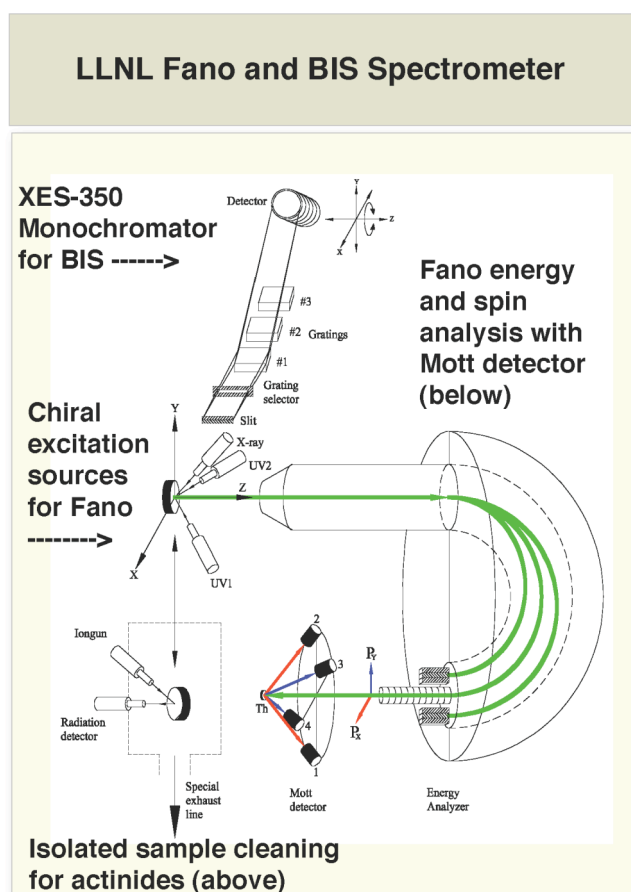 LLNL Fano and BIS Spectrometer
XES-350
Monochromator
for BIS ------>
Detector
Y
Z
X
#3
#2
Gratings
#1
Grating
selector
Slit
Fano energy
and spin
analysis with
Mott detector
(below)
Chiral
excitation
sources
for Fano
-------->
Y
X-ray
UV2
Z
X
UV1
Iongun
Radiation
detector
Special
exhaust
line
2
3
Th
4
1
Mott
detector
PY
PX
Energy
Analyzer
Isolated sample cleaning
for actinides (above)